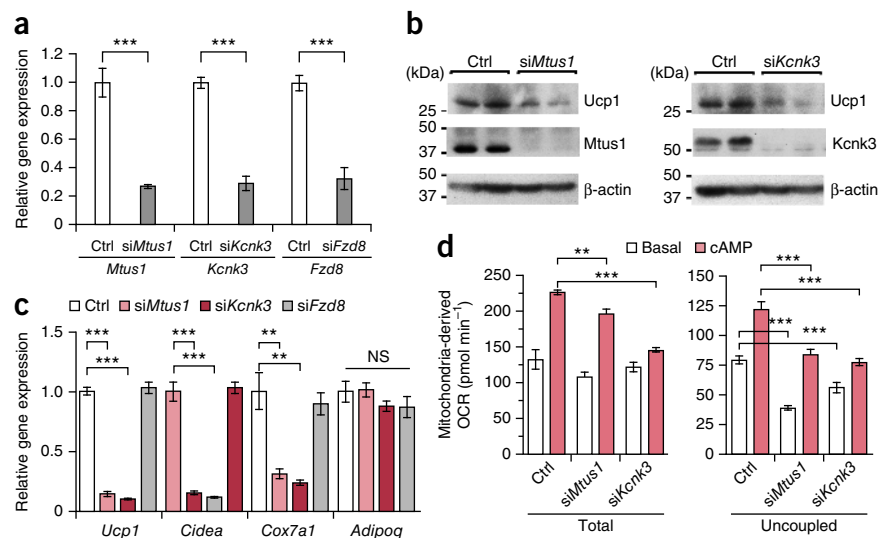 a
Relative gene expression
1.2
1.0
0.8
0.6
0.4
0.2
0
***
***
***
Ctrl siMtus1 Ctrl siKcnk3 Ctrl siFzd8
Mtus1 Kcnk3 Fzd8
b
(kDa) Ctrl siMtus1
25 Ucp1
50
37 Mtus1
50
37 β-actin
(kDa) Ctrl siKcnk3
25 Ucp1
50 Kcnk3
50
37 β-actin
c
Ctrl siMtus1 siKcnk3 siFzd8
Relative gene expression
1.5
1.0
0.5
0
***
***
***
***
**
**
NS
Ucp1 Cidea Cox7a1 Adipoq
d
Basal cAMP
Mitochondria-derived
OCR (pmol min−1)
250
200
150
100
50
0
**
***
Ctrl
siMtus1
siKcnk3
Total
150
125
100
75
50
25
0
***
***
***
***
Ctrl
siMtus1
siKcnk3
Uncoupled